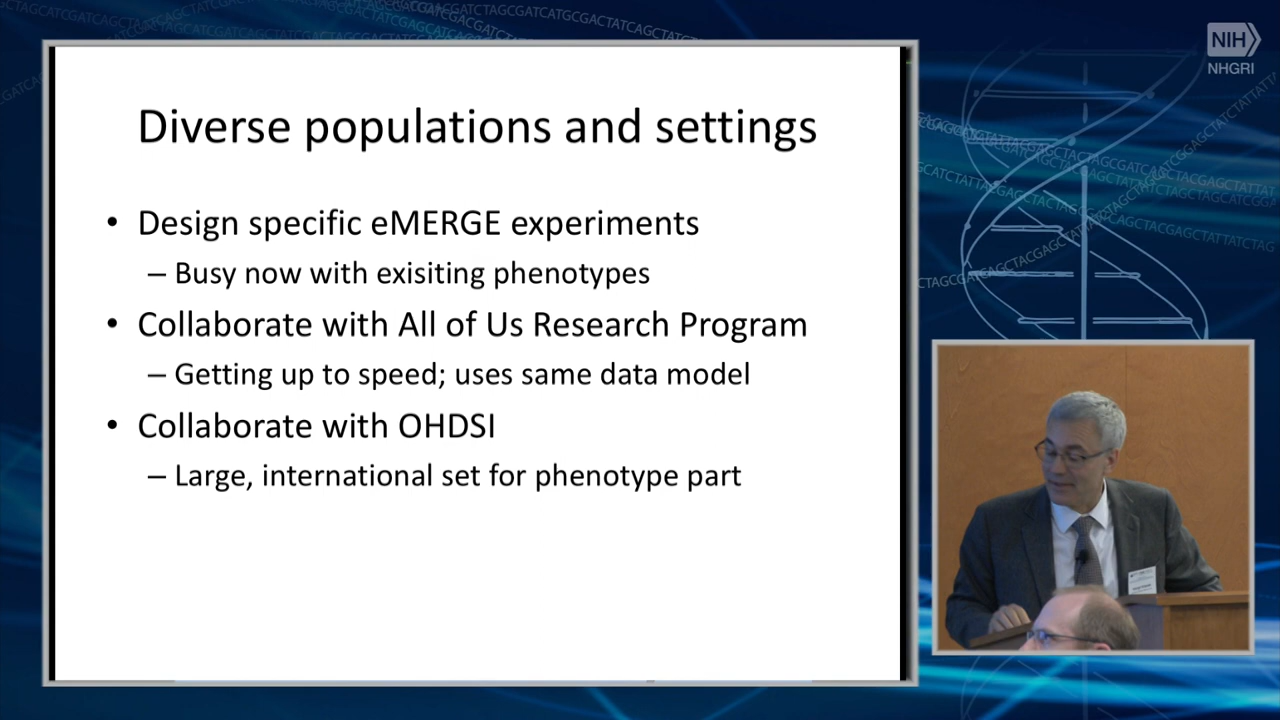 NIH
NHGRI
Diverse populations and settings
• Design specific eMERGE experiments
– Busy now with exisiting phenotypes
• Collaborate with All of Us Research Program
– Getting up to speed; uses same data model
• Collaborate with OHDSI
– Large, international set for phenotype part